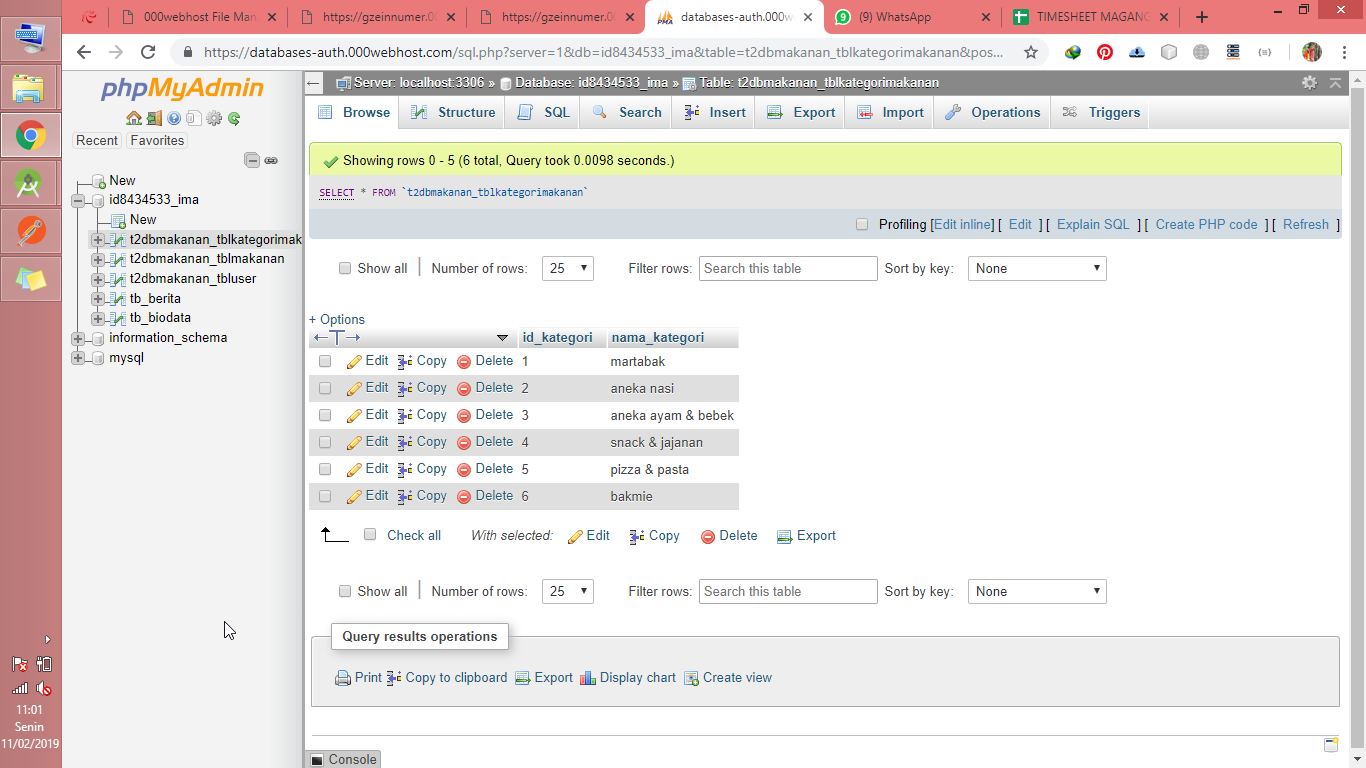 000webhost File Man
https://gzeinnumer.00
https://gzeinnumer.00
databases-auth.000w
(9) WhatsApp
TIMESHEET MAGANG
https://databases-auth.000webhost.com/sql.php?server=1&db=id8434533_ima&table=t2dbmakanan_tblkategorimakanan&pos...
phpMyAdmin
Recent
Favorites
New
id8434533_ima
New
t2dbmakanan_tblkategorimak
t2dbmakanan_tblmakanan
t2dbmakanan_tbluser
tb_berita
tb_biodata
information_schema
mysql
Server: localhost:3306 » Database: id8434533_ima » Table: t2dbmakanan_tblkategorimakanan
Browse Structure SQL Search Insert Export Import Operations Triggers
Showing rows 0 - 5 (6 total, Query took 0.0098 seconds.)
SELECT * FROM `t2dbmakanan_tblkategorimakanan`
Profiling [Edit inline] [ Edit ] [ Explain SQL ] [ Create PHP code ] [ Refresh ]
Show all | Number of rows: 25 Filter rows: Search this table Sort by key: None
+ Options
id_kategori nama_kategori
Edit Copy Delete 1 martabak
Edit Copy Delete 2 aneka nasi
Edit Copy Delete 3 aneka ayam & bebek
Edit Copy Delete 4 snack & jajanan
Edit Copy Delete 5 pizza & pasta
Edit Copy Delete 6 bakmie
Check all With selected: Edit Copy Delete Export
Show all | Number of rows: 25 Filter rows: Search this table Sort by key: None
Query results operations
Print Copy to clipboard Export Display chart Create view
Console
11:01
Senin
11/02/2019